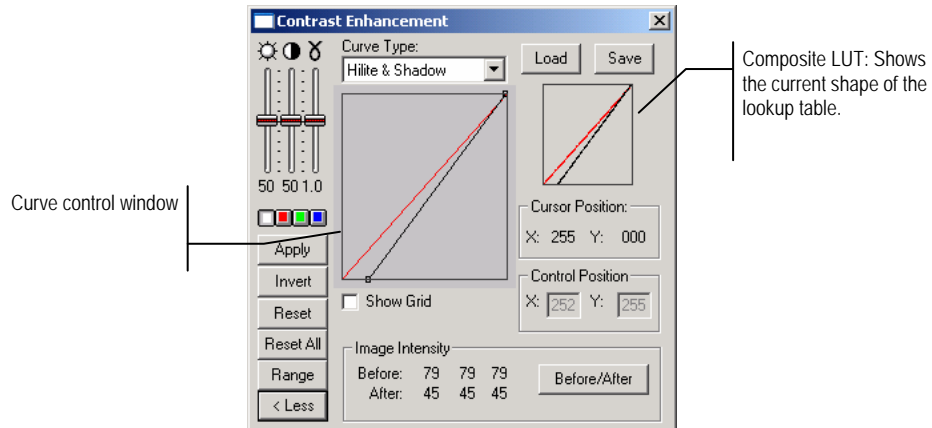 Contrast Enhancement
Curve Type:
Hilite & Shadow
Load
Save
Composite LUT: Shows
the current shape of the
lookup table.
50 50 1.0
Curve control window
Cursor Position:
X: 255 Y: 000
Apply
Invert
Reset
Reset All
Range
< Less
Control Position
X: 252 Y: 255
Show Grid
Image Intensity
Before: 79 79 79
After: 45 45 45
Before/After